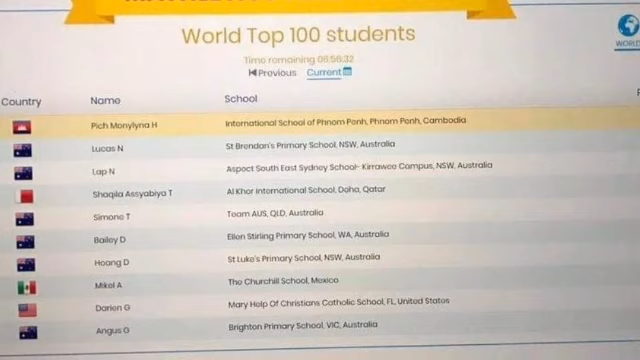 World Top 100 students
WORLD
Time remaining 06:56:32
Previous Current
Country Name School
Pich Monylyna H International School of Phnom Penh, Phnom Penh, Cambodia
Lucas N St Brendan's Primary School, NSW, Australia
Lap N Aspect South East Sydney School- Kirrawee Campus, NSW, Australia
Shaqila Assyabiya T Al Khor International School, Doha, Qatar
Simone T Team AUS, QLD, Australia
Bailey D Ellen Stirling Primary School, WA, Australia
Hoang D St Luke's Primary School, NSW, Australia
Mikel A The Churchill School, Mexico
Darien G Mary Help Of Christians Catholic School, FL, United States
Angus G Brighton Primary School, VIC, Australia